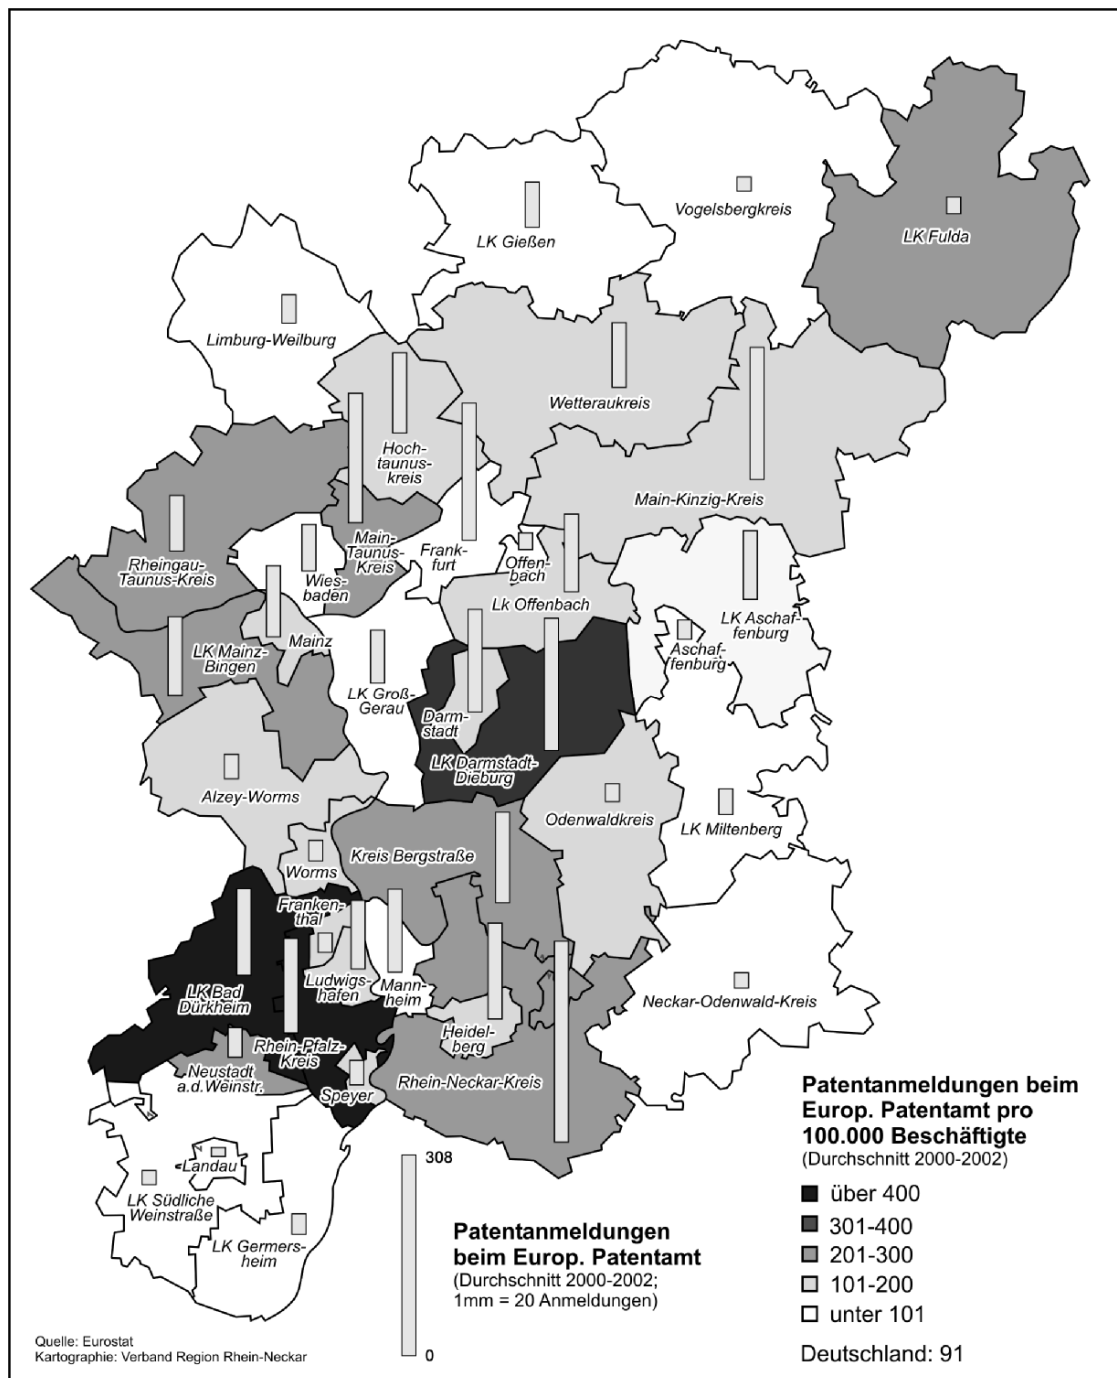 Vogelsbergkreis
LK Gießen
LK Fulda
Limburg-Weilburg
Wetteraukreis
Hoch-
taunus-
kreis
Main-Kinzig-Kreis
Main-
Taunus-
Kreis
Frank-
furt
Offen-
bach
Rheingau-
Taunus-Kreis
Wies-
baden
Lk Offenbach
LK Aschaf-
fenburg
Mainz
LK Mainz-
Bingen
Aschaf-
fenburg
LK Groß-
Gerau
Darm-
stadt
LK Darmstadt-
Dieburg
Alzey-Worms
Odenwaldkreis
LK Miltenberg
Kreis Bergstraße
Worms
Franken-
thal
Ludwigs-
hafen
Mann-
heim
LK Bad
Dürkheim
Neckar-Odenwald-Kreis
Heidel-
berg
Rhein-Pfalz-
Kreis
Neustadt
a.d.Weinstr.
Speyer
Rhein-Neckar-Kreis
Landau
LK Südliche
Weinstraße
LK Germers-
heim
308
0
Patentanmeldungen
beim Europ. Patentamt
(Durchschnitt 2000-2002;
1mm = 20 Anmeldungen)
Patentanmeldungen beim
Europ. Patentamt pro
100.000 Beschäftigte
(Durchschnitt 2000-2002)
über 400
301-400
201-300
101-200
unter 101
Deutschland: 91
Quelle: Eurostat
Kartographie: Verband Region Rhein-Neckar